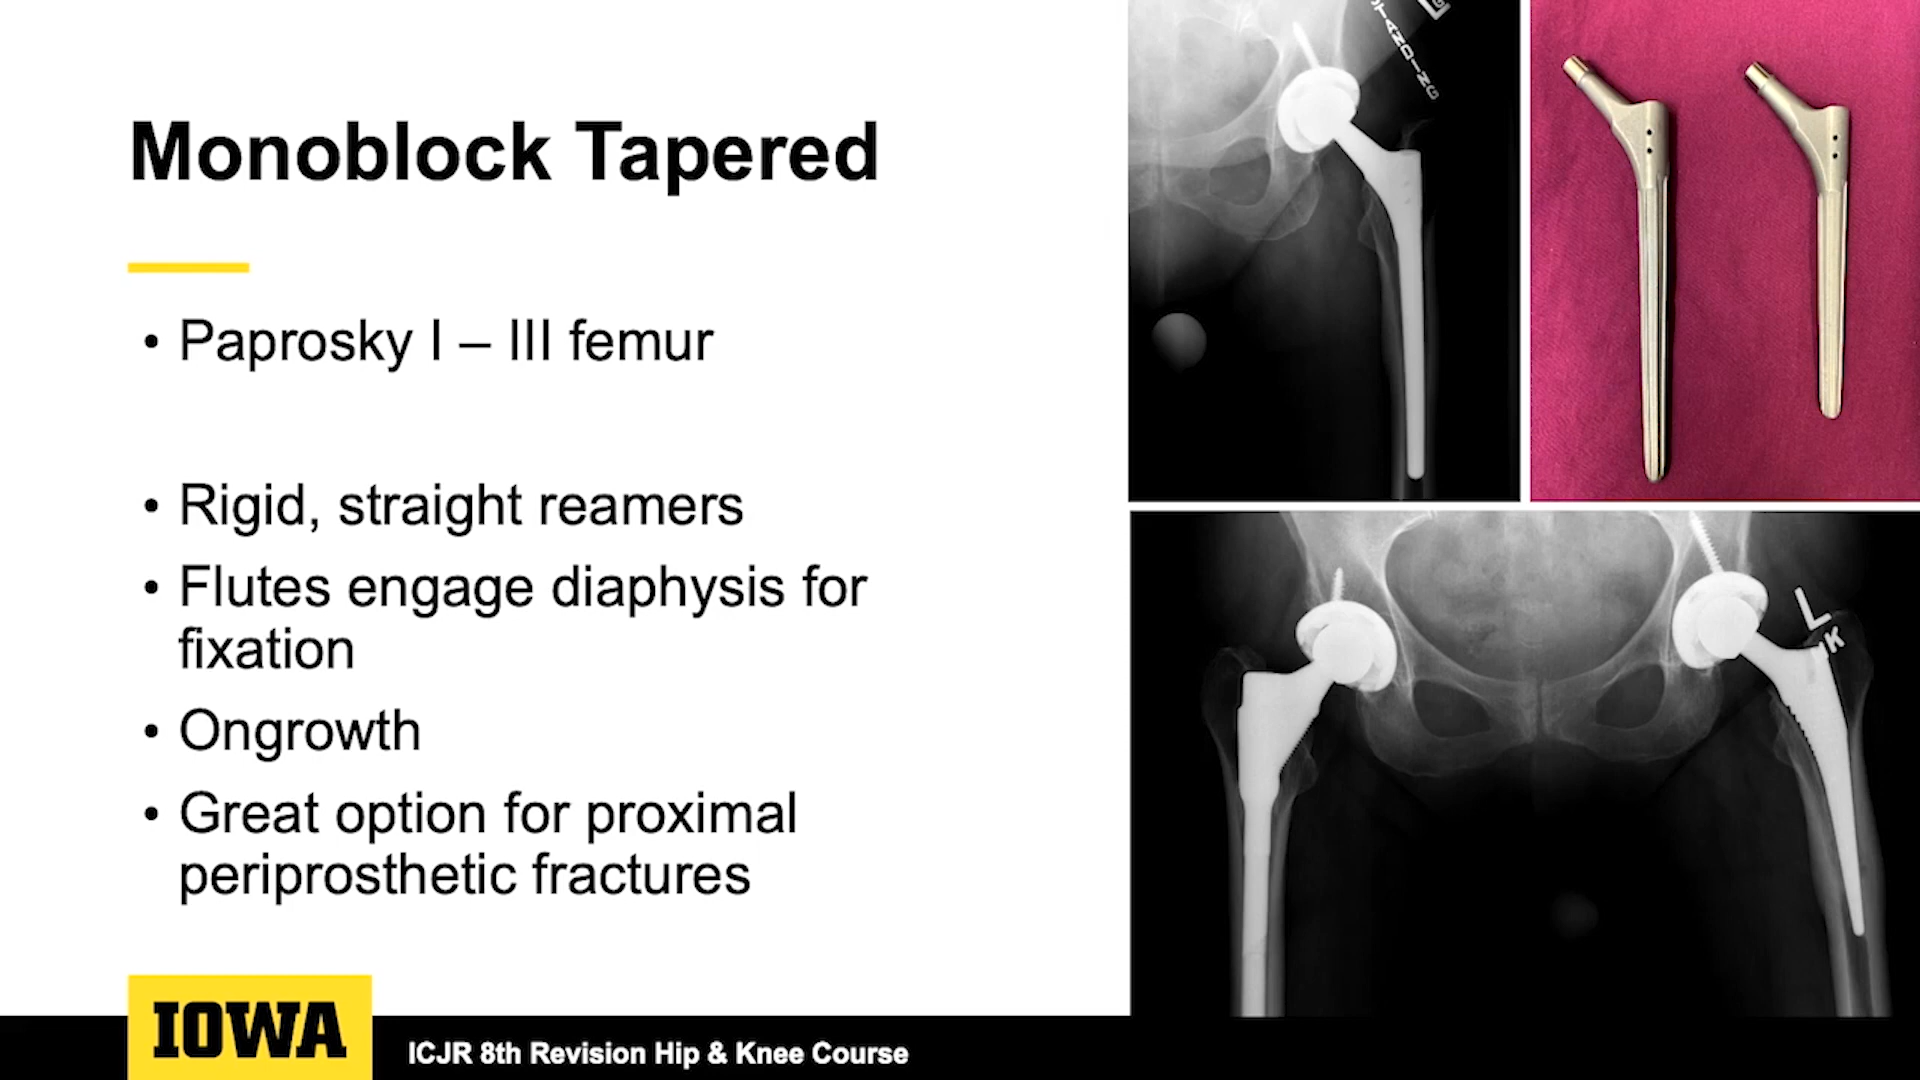 Monoblock Tapered
• Paprosky I – III femur
• Rigid, straight reamers
• Flutes engage diaphysis for
fixation
• Ongrowth
• Great option for proximal
periprosthetic fractures
IOWA
ICJR 8th Revision Hip & Knee Course
STANDING
L
K